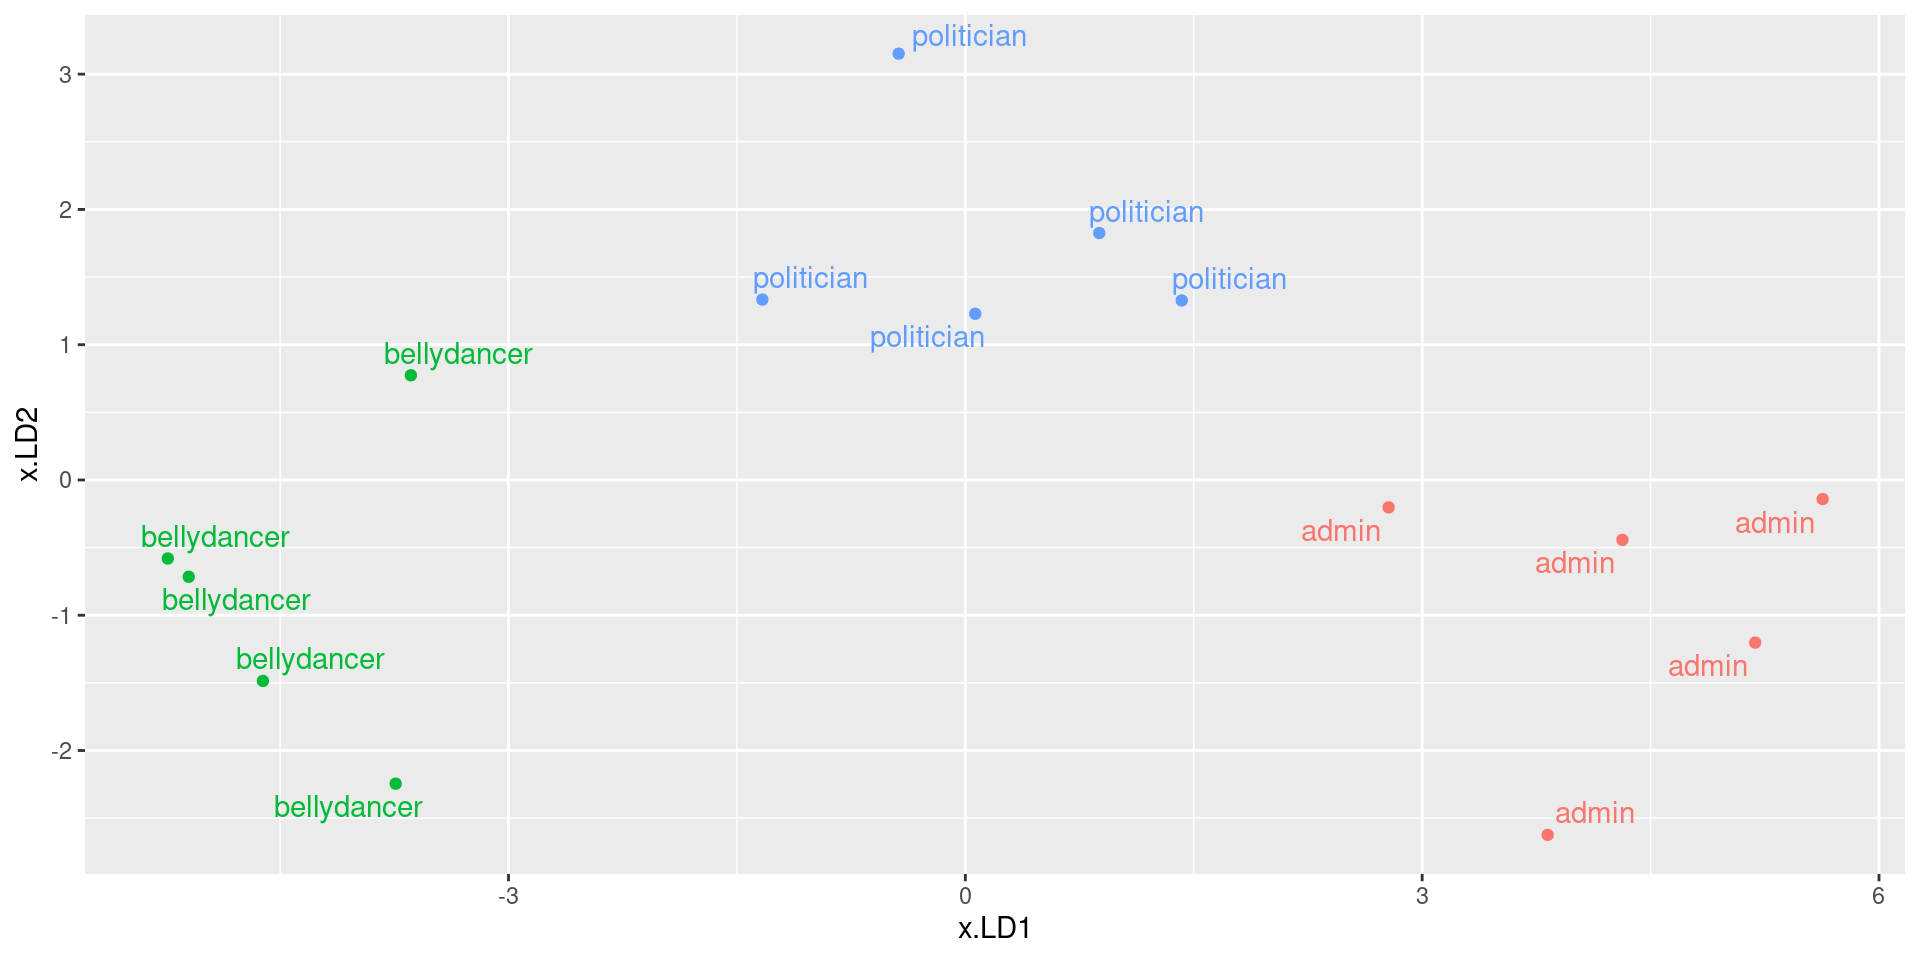 politician
3
politician
2
politician
politician
politician
1
bellydancer
bellydancer
x.LD2
0
admin
admin
bellydancer
admin
bellydancer
-1
bellydancer
admin
-2
bellydancer
admin
-3
0
3
6
x.LD1